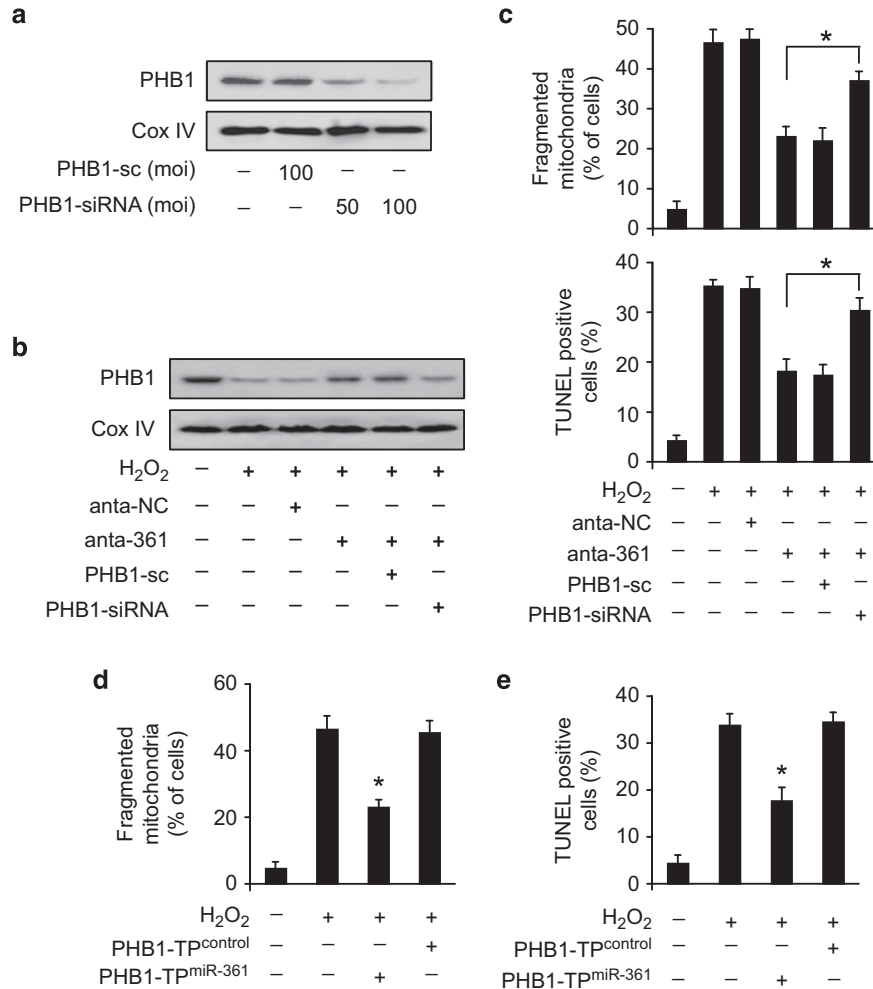 a
PHB1
Cox IV
PHB1-sc (moi) – 100 – –
PHB1-siRNA (moi) – – 50 100
b
PHB1
Cox IV
H₂O₂ – + + + + +
anta-NC – – + – – –
anta-361 – – – + + +
PHB1-sc – – – – + –
PHB1-siRNA – – – – – +
c
Fragmented
mitochondria
(% of cells)
50
40
30
20
10
0
*
TUNEL positive
cells (%)
40
30
20
10
0
*
H₂O₂ – + + + + +
anta-NC – – + – – –
anta-361 – – – + + +
PHB1-sc – – – – + –
PHB1-siRNA – – – – – +
d
Fragmented
mitochondria
(% of cells)
60
40
20
0
*
H₂O₂ – + + +
PHB1-TPcontrol – – – +
PHB1-TPmiR-361 – – + –
e
TUNEL positive
cells (%)
40
30
20
10
0
*
H₂O₂ – + + +
PHB1-TPcontrol – – – +
PHB1-TPmiR-361 – – + –